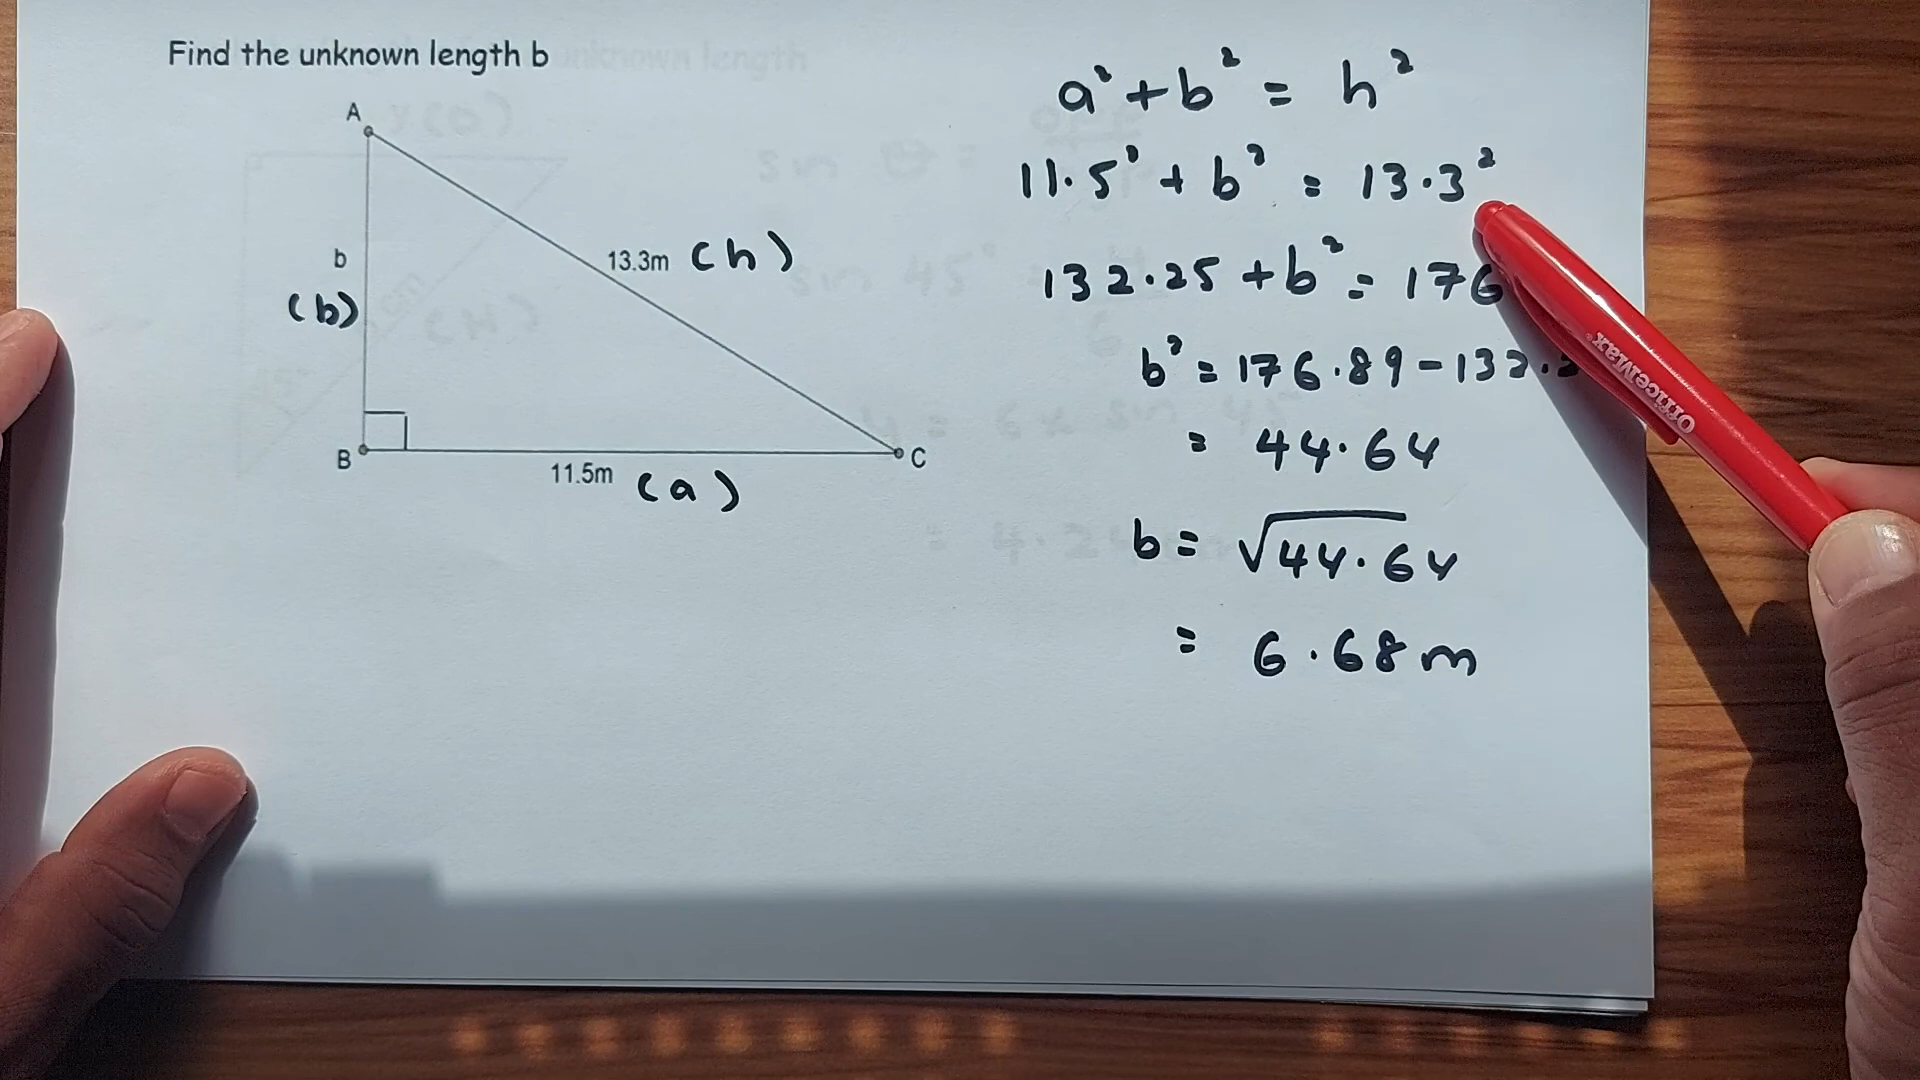 Find the unknown length b
A
b
(b)
13.3m (h)
B
C
11.5m (a)
a² + b² = h²
11.5² + b² = 13.3²
132.25 + b² = 176
b² = 176.89 - 132.
= 44.64
b = √44.64
= 6.68m
OfficeMax